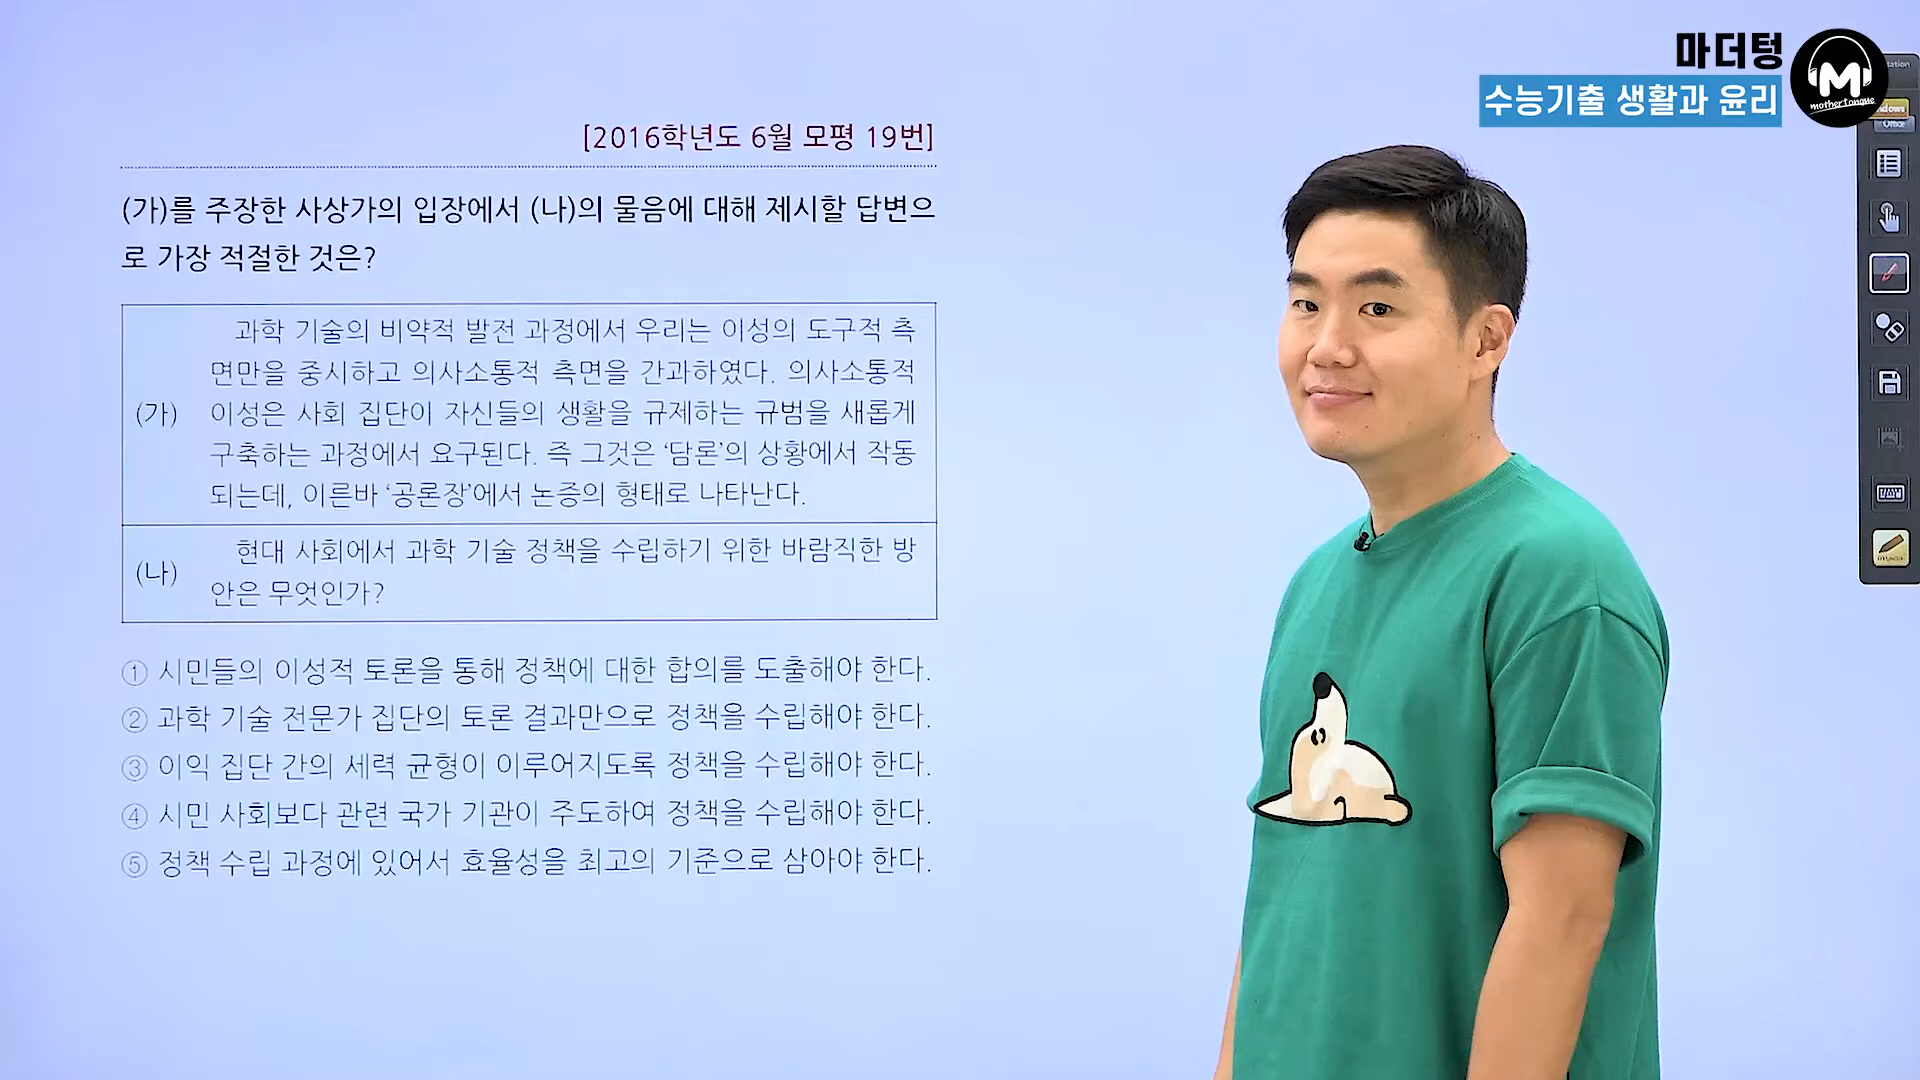 마더텅
수능기출 생활과 윤리
M
mothertongue
[2016학년도 6월 모평 19번]
(가)를 주장한 사상가의 입장에서 (나)의 물음에 대해 제시할 답변으
로 가장 적절한 것은?
과학 기술의 비약적 발전 과정에서 우리는 이성의 도구적 측
면만을 중시하고 의사소통적 측면을 간과하였다. 의사소통적
(가) 이성은 사회 집단이 자신들의 생활을 규제하는 규범을 새롭게
구축하는 과정에서 요구된다. 즉 그것은 ‘담론’의 상황에서 작동
되는데, 이른바 ‘공론장’에서 논증의 형태로 나타난다.
현대 사회에서 과학 기술 정책을 수립하기 위한 바람직한 방
(나)
안은 무엇인가?
① 시민들의 이성적 토론을 통해 정책에 대한 합의를 도출해야 한다.
② 과학 기술 전문가 집단의 토론 결과만으로 정책을 수립해야 한다.
③ 이익 집단 간의 세력 균형이 이루어지도록 정책을 수립해야 한다.
④ 시민 사회보다 관련 국가 기관이 주도하여 정책을 수립해야 한다.
⑤ 정책 수립 과정에 있어서 효율성을 최고의 기준으로 삼아야 한다.
Office